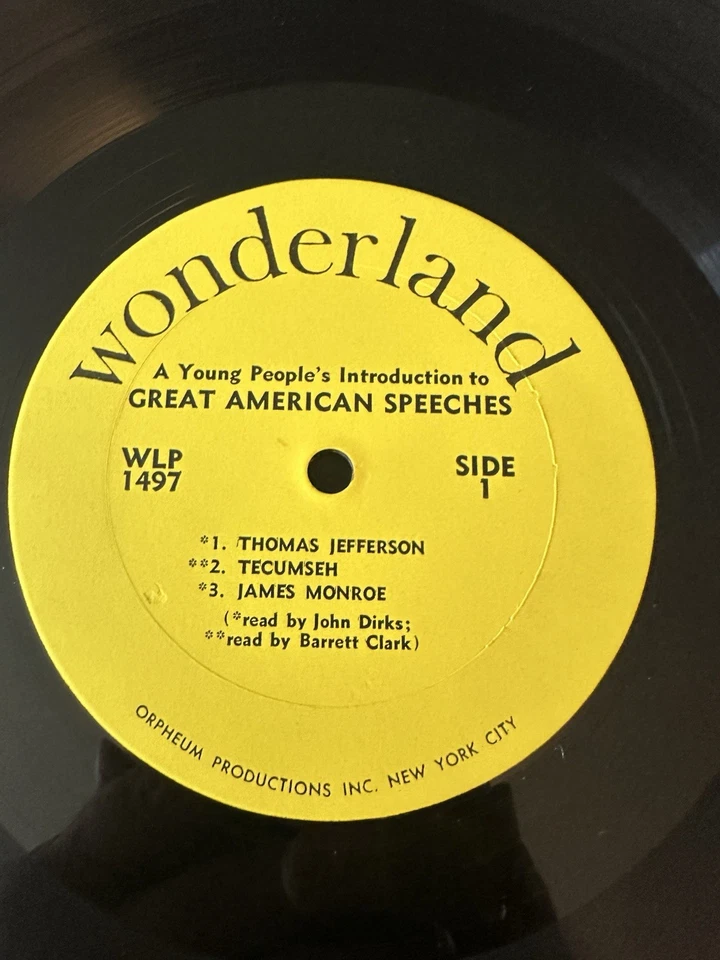 wonderland
A Young People's Introduction to
GREAT AMERICAN SPEECHES
WLP
1497
SIDE
1
*1. THOMAS JEFFERSON
**2. TECUMSEH
*3. JAMES MONROE
(*read by John Dirks;
**read by Barrett Clark)
ORPHEUM PRODUCTIONS INC. NEW YORK CITY